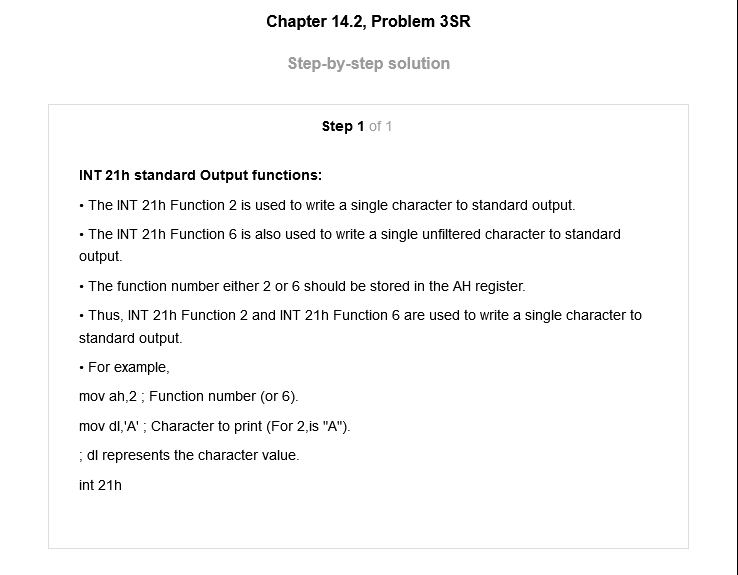 Chapter 14.2, Problem 3SR
Step-by-step solution
Step 1 of 1
INT 21h standard Output functions:
• The INT 21h Function 2 is used to write a single character to standard output.
• The INT 21h Function 6 is also used to write a single unfiltered character to standard
output.
• The function number either 2 or 6 should be stored in the AH register.
• Thus, INT 21h Function 2 and INT 21h Function 6 are used to write a single character to
standard output.
• For example,
mov ah,2 ; Function number (or 6).
mov dl,'A' ; Character to print (For 2,is "A").
; dl represents the character value.
int 21h